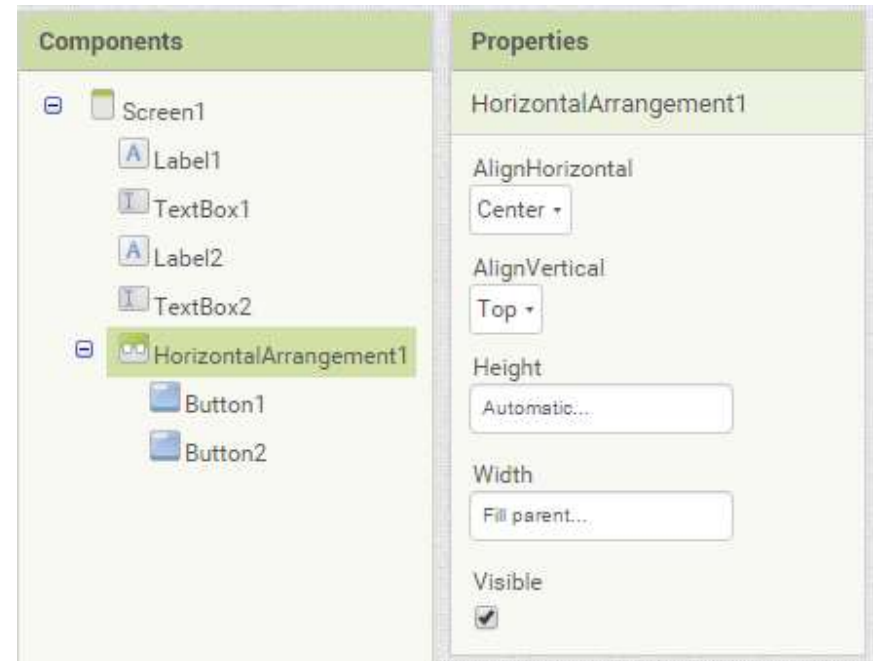 Components
Screen1
Label1
TextBox1
Label2
TextBox2
HorizontalArrangement1
Button1
Button2
Properties
HorizontalArrangement1
AlignHorizontal
Center
AlignVertical
Top
Height
Automatic...
Width
Fill parent...
Visible